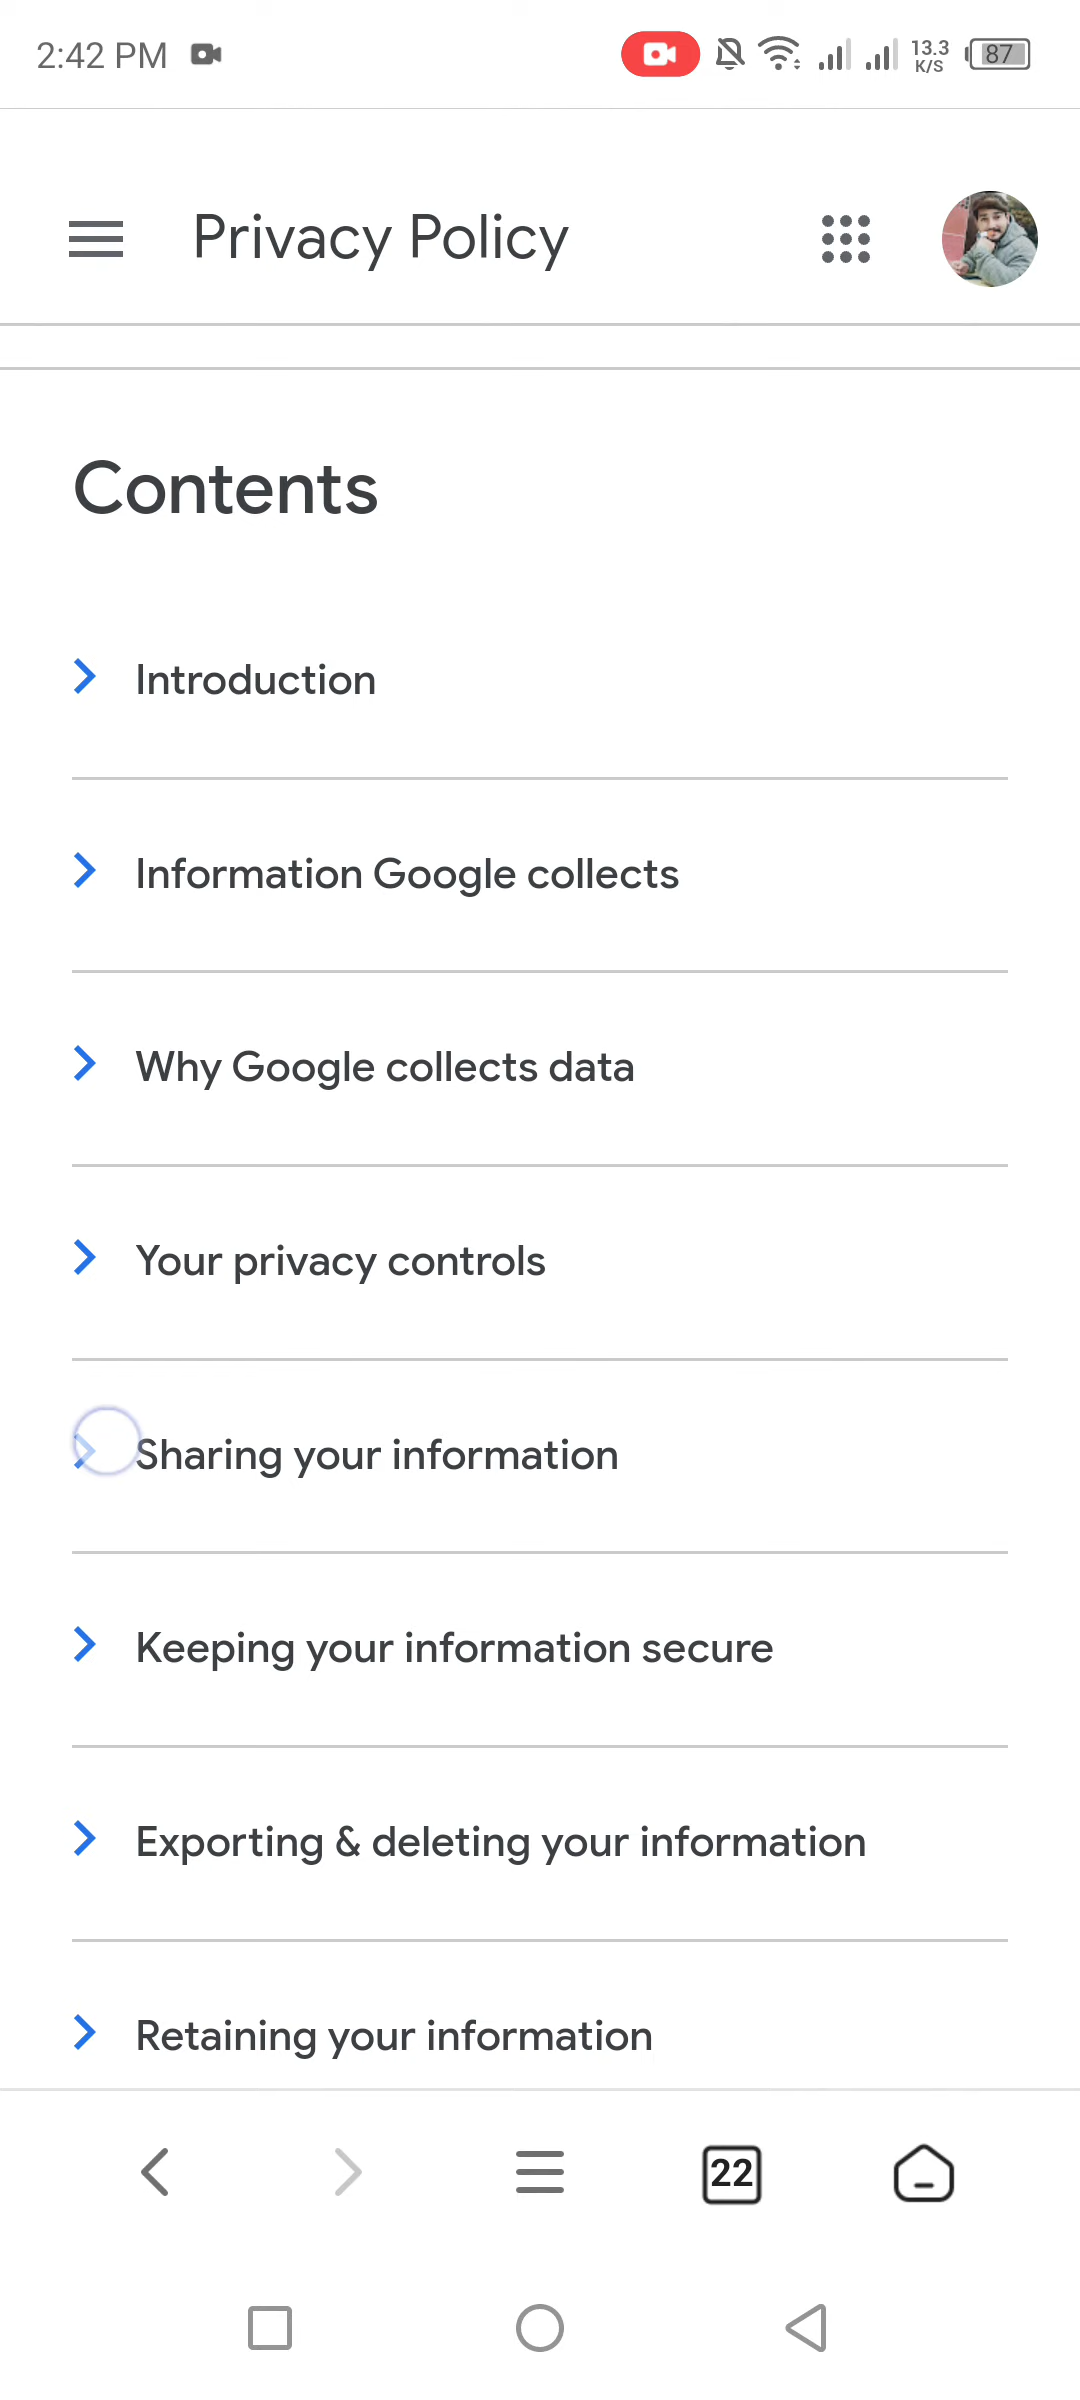 2:42 PM
13.3
K/S
87
Privacy Policy
Contents
Introduction
Information Google collects
Why Google collects data
Your privacy controls
Sharing your information
Keeping your information secure
Exporting & deleting your information
Retaining your information
22